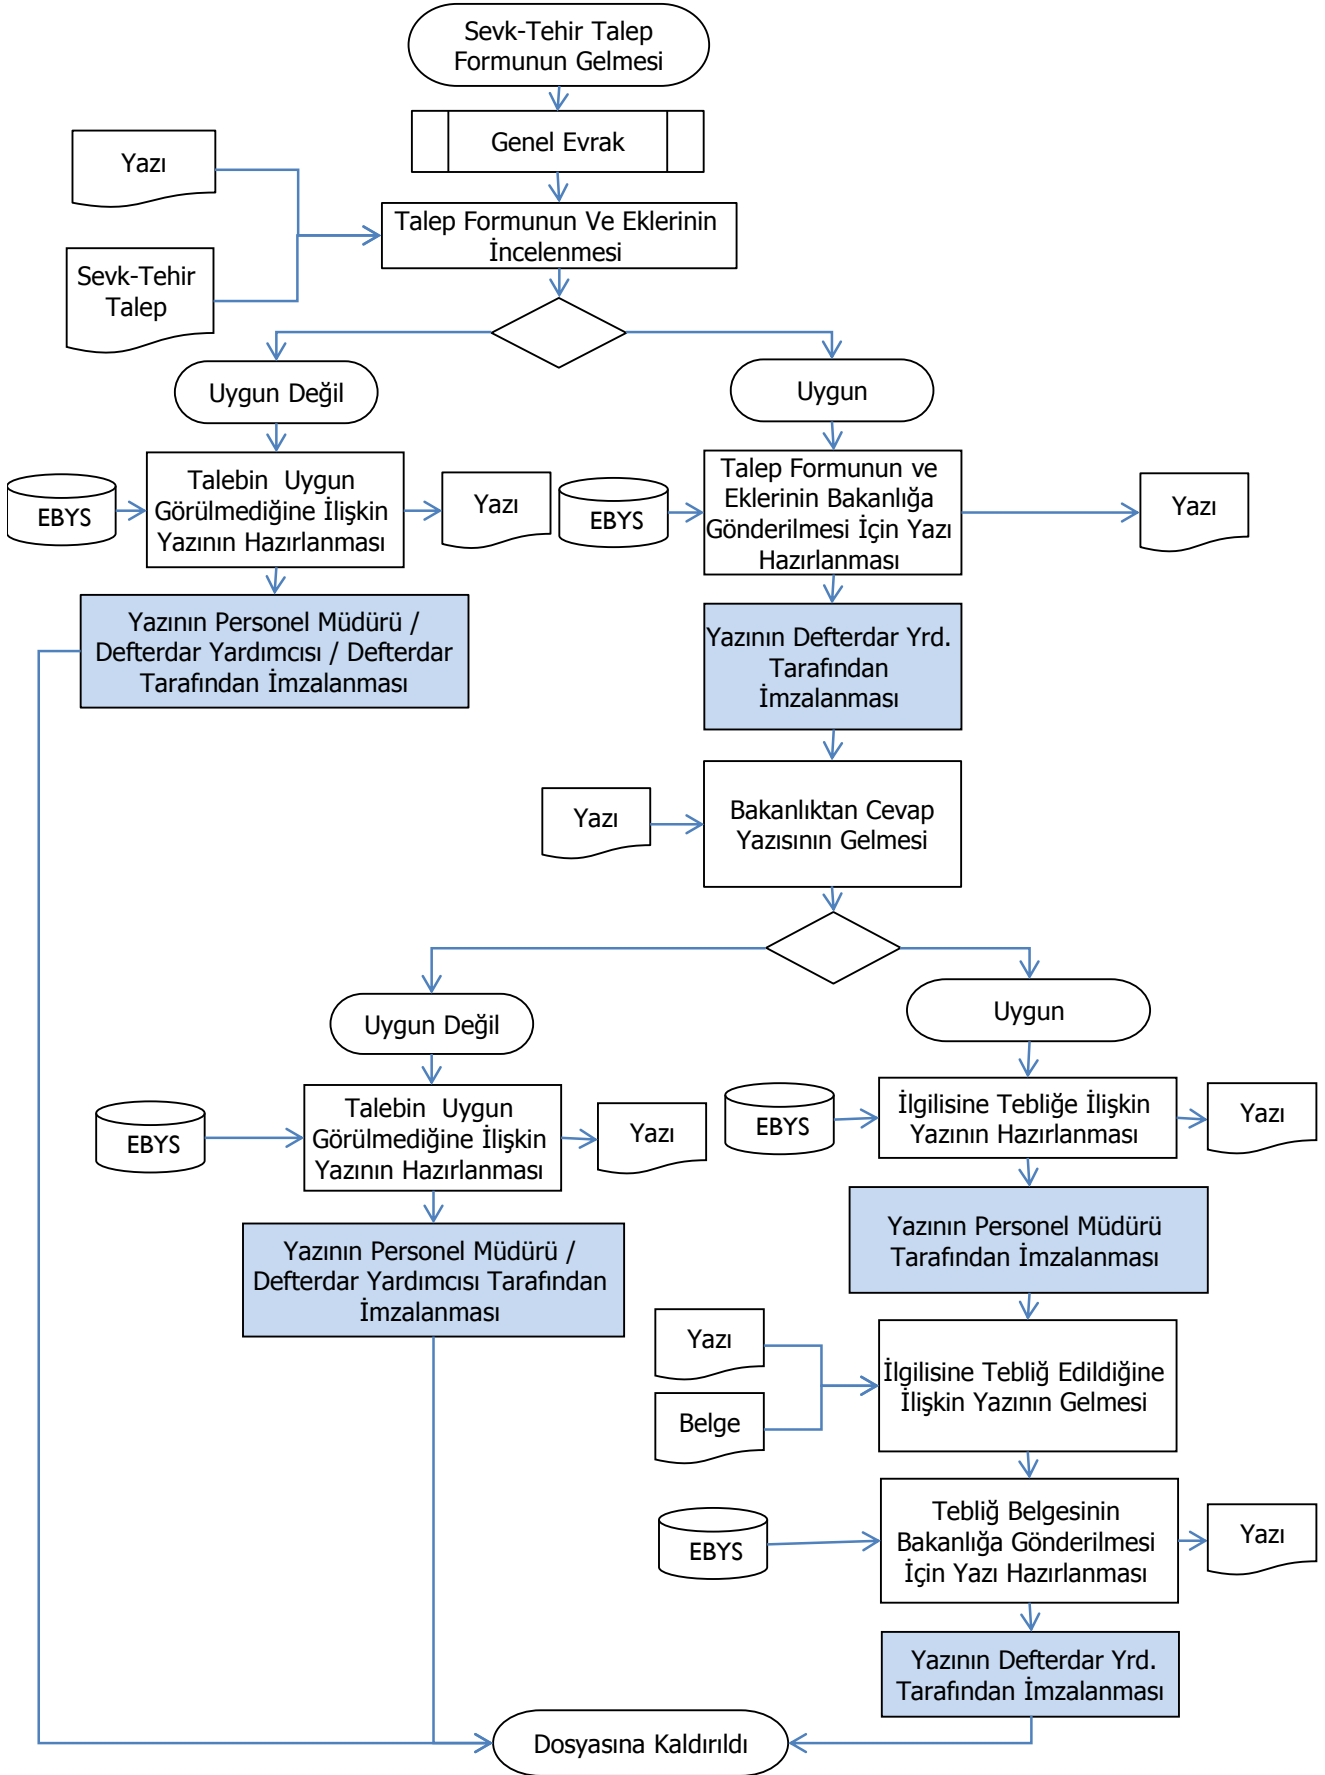 Sevk-Tehir Talep
Formunun Gelmesi
Genel Evrak
Yazı
Talep Formunun Ve Eklerinin
İncelenmesi
Sevk-Tehir
Talep
Uygun Değil
Uygun
EBYS
Talebin  Uygun
Görülmediğine İlişkin
Yazının Hazırlanması
Yazı
EBYS
Talep Formunun ve
Eklerinin Bakanlığa
Gönderilmesi İçin Yazı
Hazırlanması
Yazı
Yazının Personel Müdürü /
Defterdar Yardımcısı / Defterdar
Tarafından İmzalanması
Yazının Defterdar Yrd.
Tarafından
İmzalanması
Yazı
Bakanlıktan Cevap
Yazısının Gelmesi
Uygun Değil
Uygun
EBYS
Talebin  Uygun
Görülmediğine İlişkin
Yazının Hazırlanması
Yazı
EBYS
İlgilisine Tebliğe İlişkin
Yazının Hazırlanması
Yazı
Yazının Personel Müdürü /
Defterdar Yardımcısı Tarafından
İmzalanması
Yazının Personel Müdürü
Tarafından İmzalanması
Yazı
Belge
İlgilisine Tebliğ Edildiğine
İlişkin Yazının Gelmesi
EBYS
Tebliğ Belgesinin
Bakanlığa Gönderilmesi
İçin Yazı Hazırlanması
Yazı
Yazının Defterdar Yrd.
Tarafından İmzalanması
Dosyasına Kaldırıldı